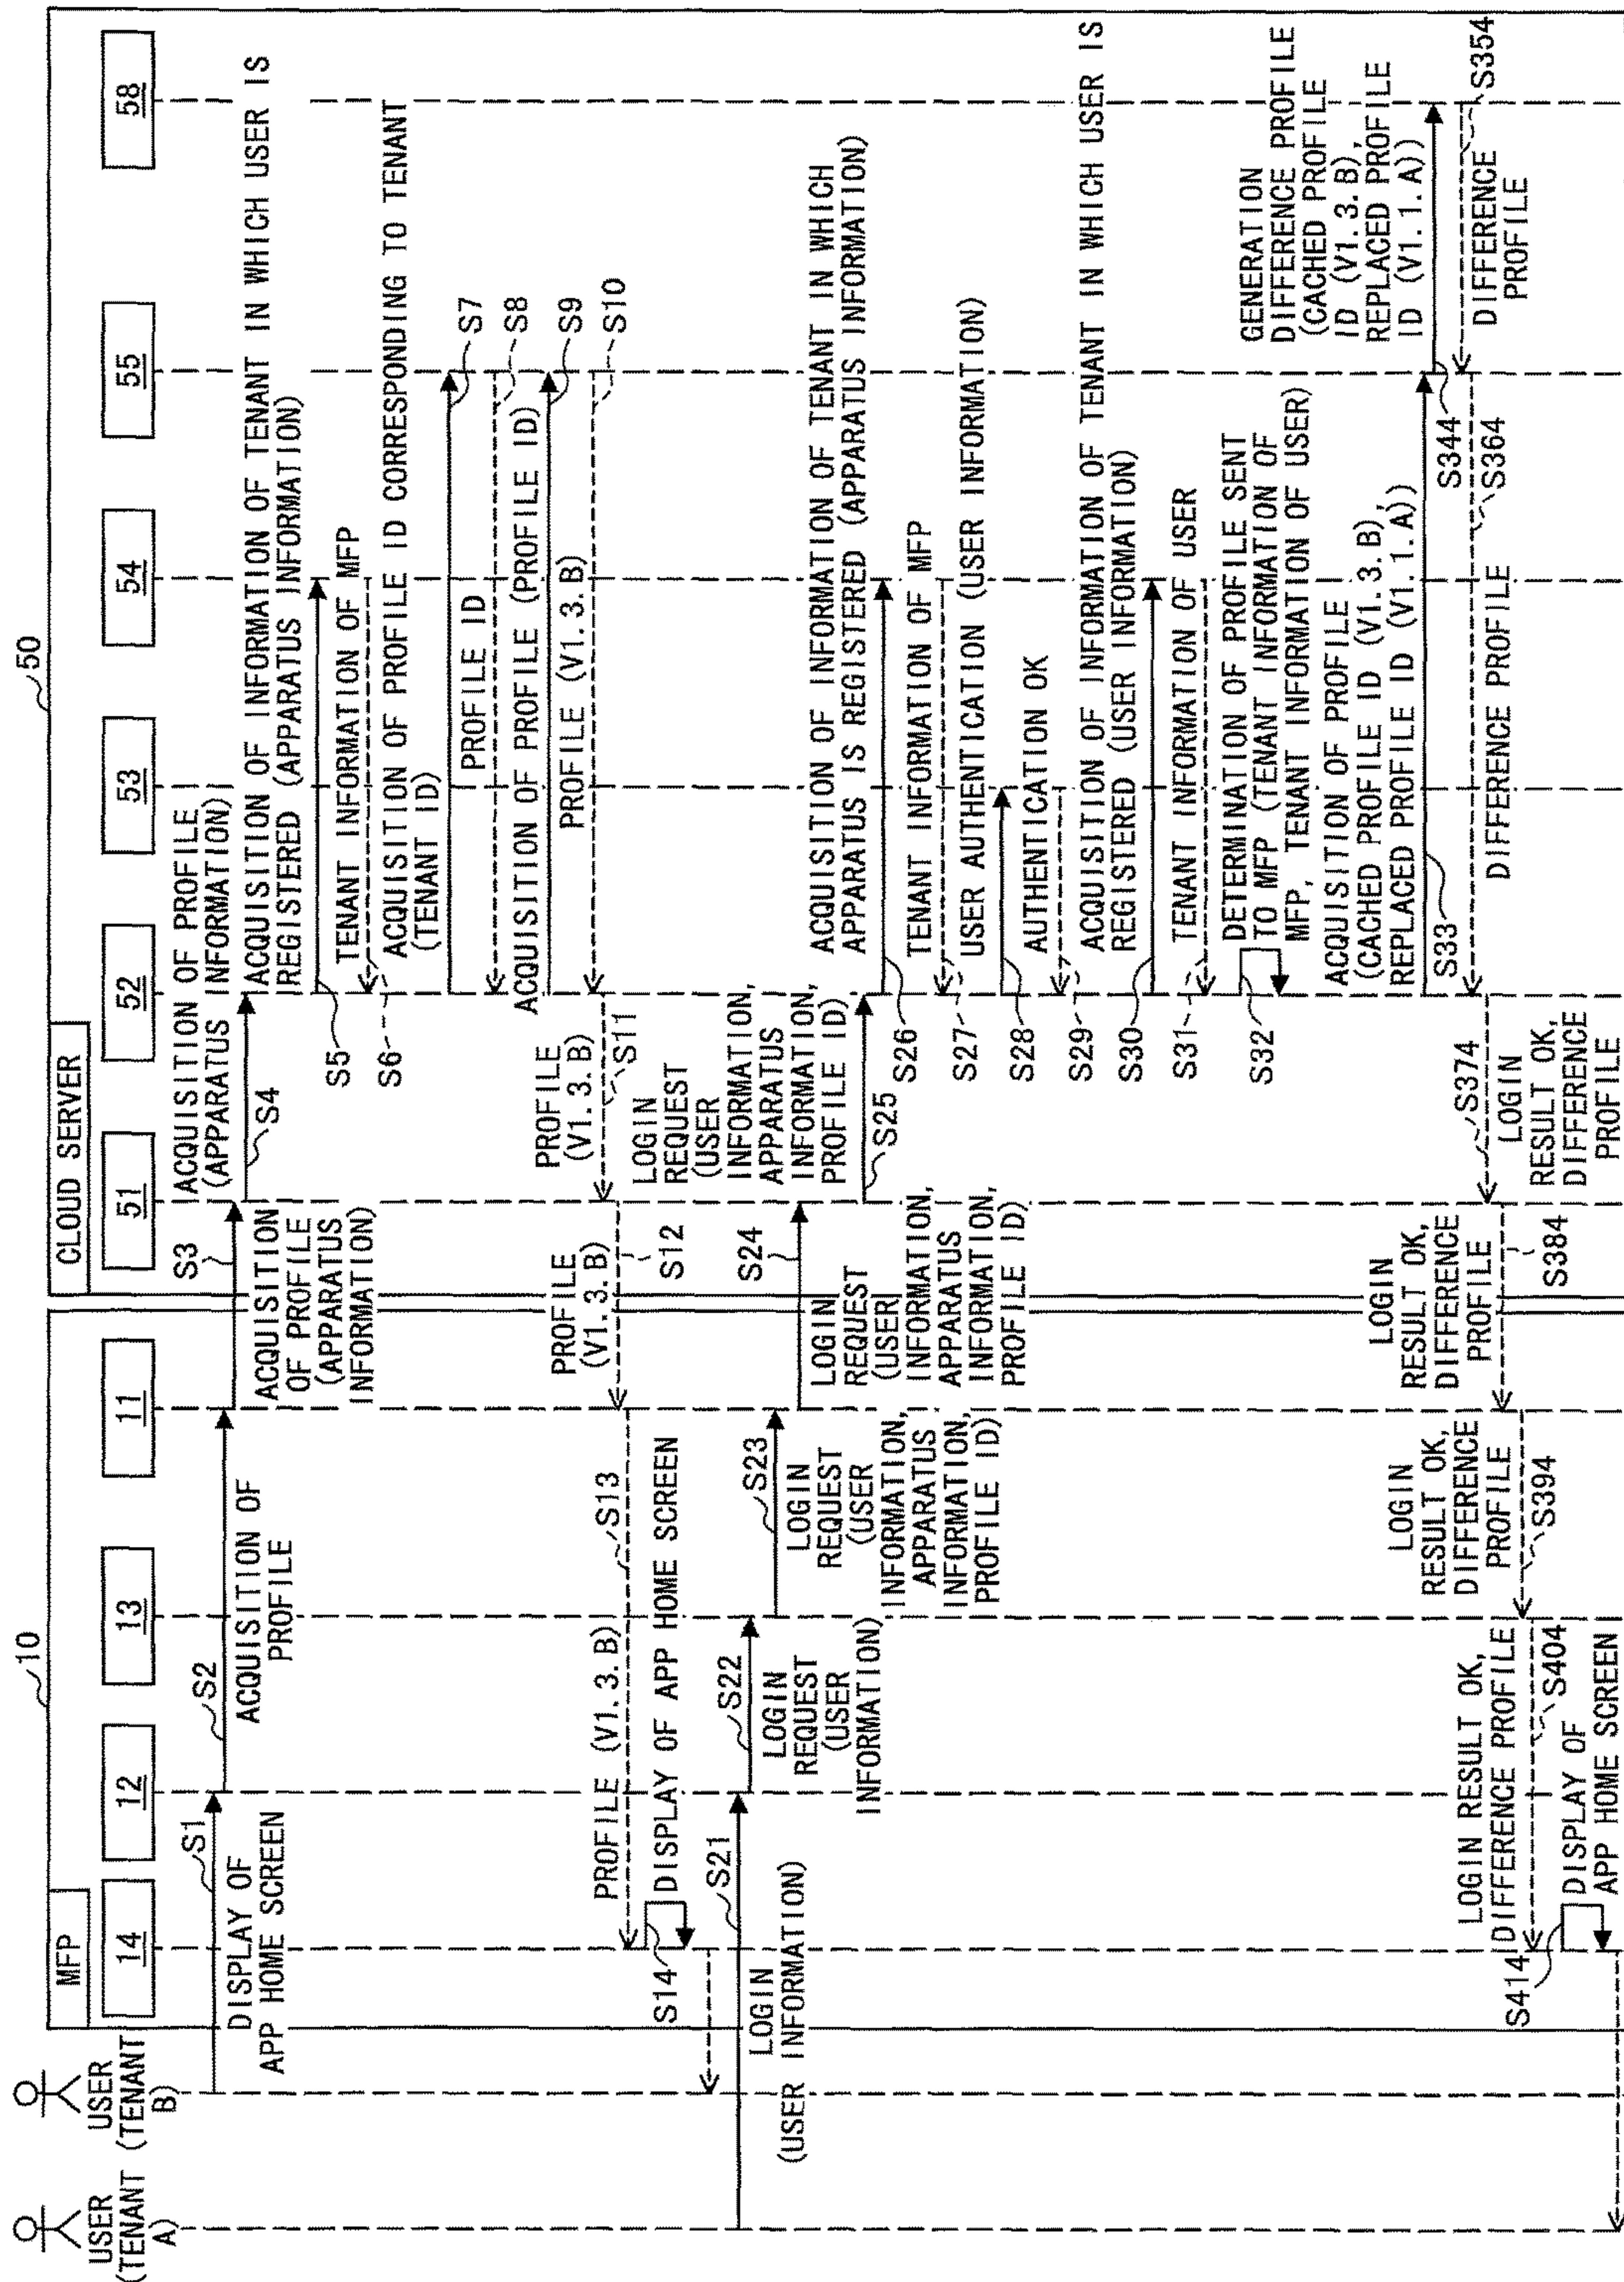 10
50
MFP
CLOUD SERVER
USER
(TENANT
A)
USER
(TENANT
B)
14
12
13
11
51
52
53
54
55
58
S1
DISPLAY OF
APP HOME SCREEN
S2
ACQUISITION OF
PROFILE
S3
ACQUISITION
OF PROFILE
(APPARATUS
INFORMATION)
ACQUISITION OF PROFILE
(APPARATUS INFORMATION)
S4
ACQUISITION OF INFORMATION OF TENANT IN WHICH USER IS
REGISTERED (APPARATUS INFORMATION)
S5
TENANT INFORMATION OF MFP
S6
ACQUISITION OF PROFILE ID CORRESPONDING TO TENANT
(TENANT ID)
S7
PROFILE ID
S8
ACQUISITION OF PROFILE (PROFILE ID)
S9
PROFILE (V1.3.B)
S10
PROFILE
(V1.3.B)
S11
PROFILE
(V1.3.B)
S12
S13
PROFILE (V1.3.B)
DISPLAY OF APP HOME SCREEN
S14
S21
LOGIN
(USER INFORMATION)
S22
LOGIN
REQUEST
(USER
INFORMATION)
S23
LOGIN
REQUEST
(USER
INFORMATION,
APPARATUS
INFORMATION,
PROFILE ID)
S24
LOGIN
REQUEST
(USER
INFORMATION,
APPARATUS
INFORMATION,
PROFILE ID)
LOGIN
REQUEST
(USER
INFORMATION,
APPARATUS
INFORMATION,
PROFILE ID)
S25
ACQUISITION OF INFORMATION OF TENANT IN WHICH
APPARATUS IS REGISTERED (APPARATUS INFORMATION)
S26
TENANT INFORMATION OF MFP
S27
USER AUTHENTICATION (USER INFORMATION)
S28
AUTHENTICATION OK
S29
ACQUISITION OF INFORMATION OF TENANT IN WHICH USER IS
REGISTERED (USER INFORMATION)
S30
TENANT INFORMATION OF USER
S31
DETERMINATION OF PROFILE SENT
TO MFP (TENANT INFORMATION OF
MFP, TENANT INFORMATION OF USER)
S32
ACQUISITION OF PROFILE
(CACHED PROFILE ID (V1.3.B),
REPLACED PROFILE ID (V1.1.A))
S33
GENERATION
DIFFERENCE PROFILE
(CACHED PROFILE
ID (V1.3.B),
REPLACED PROFILE
ID (V1.1.A))
S344
S354
DIFFERENCE
PROFILE
S364
DIFFERENCE PROFILE
S374
LOGIN
RESULT OK,
DIFFERENCE
PROFILE
LOGIN
RESULT OK,
DIFFERENCE
PROFILE
S384
LOGIN
RESULT OK,
DIFFERENCE
PROFILE
S394
LOGIN RESULT OK,
DIFFERENCE PROFILE
S404
DISPLAY OF
APP HOME SCREEN
S414